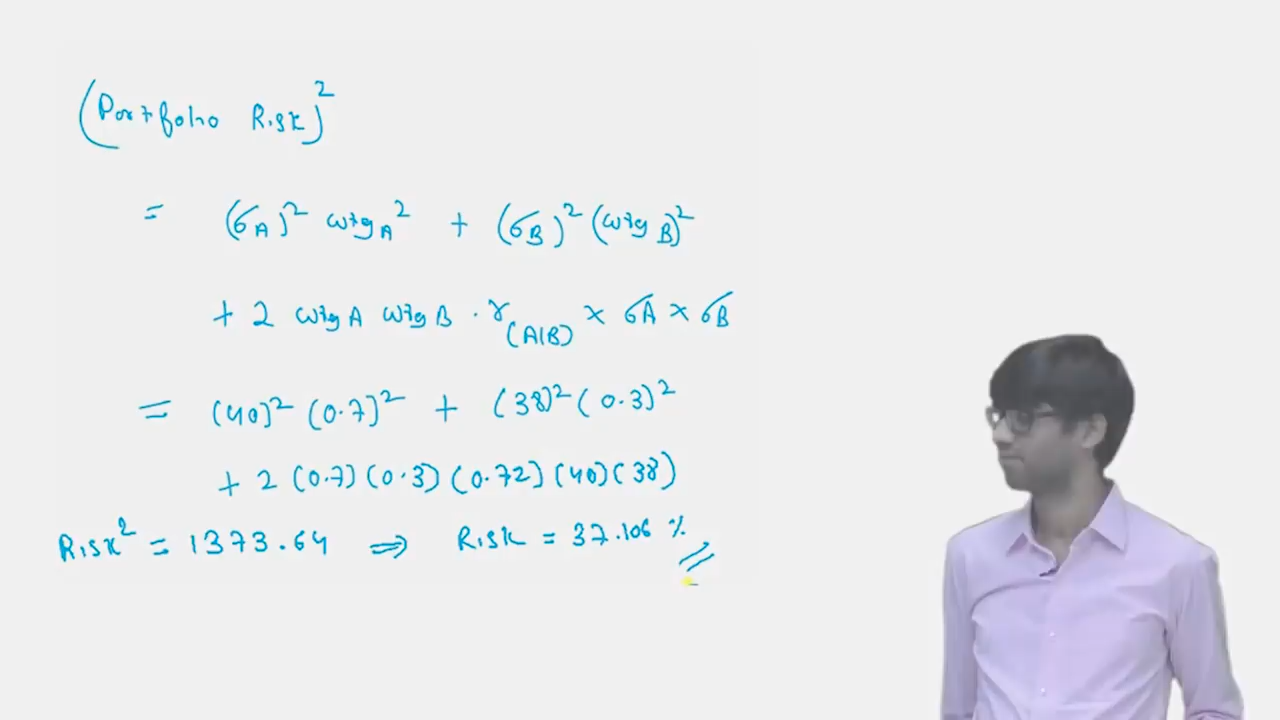 (Portfolio Risk)²
= (σA)² wtgA² + (σB)² (wtg B)²
+ 2 wtg A wtg B . r(A|B) × σA × σB
= (40)² (0.7)² + (38)² (0.3)²
+ 2 (0.7) (0.3) (0.72) (40) (38)
Risk² = 1373.64 ⇒ Risk = 37.106 %